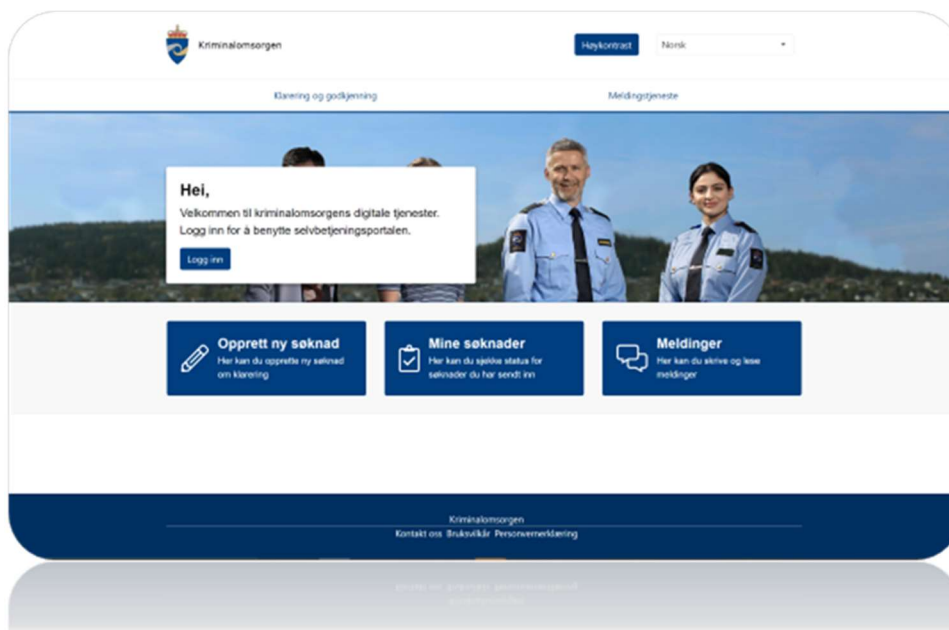 Kriminalomsorgen
Høykontrast
Norsk
Klarering og godkjenning
Meldingstjeneste
Hei,
Velkommen til kriminalomsorgens digitale tjenester.
Logg inn for å benytte selvbetjeningsportalen.
Logg inn
Opprett ny søknad
Her kan du opprette ny søknad
om klarering
Mine søknader
Her kan du sjekke status for
søknader du har sendt inn
Meldinger
Her kan du skrive og lese
meldinger
Kriminalomsorgen
Kontakt oss Bruksvilkår Personvernerklæring